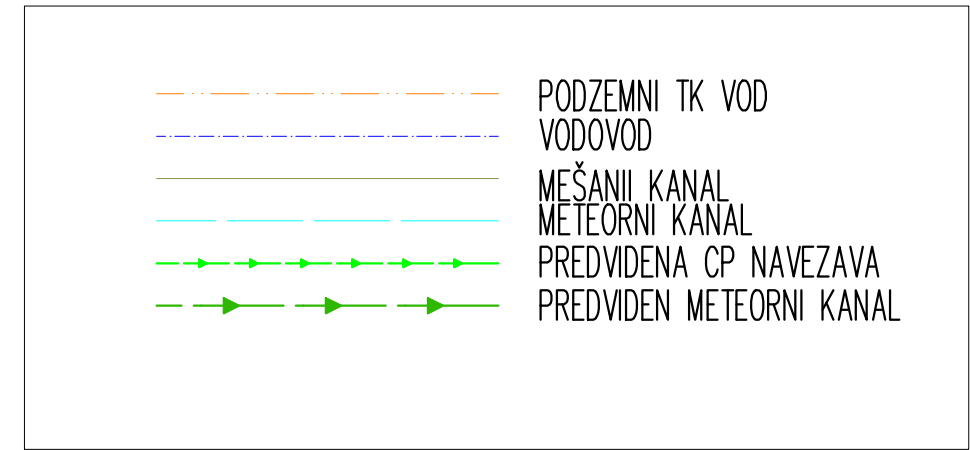 PODZEMNI TK VOD
VODOVOD
MEŠANII KANAL
METEORNI KANAL
PREDVIDENA CP NAVEZAVA
PREDVIDEN METEORNI KANAL